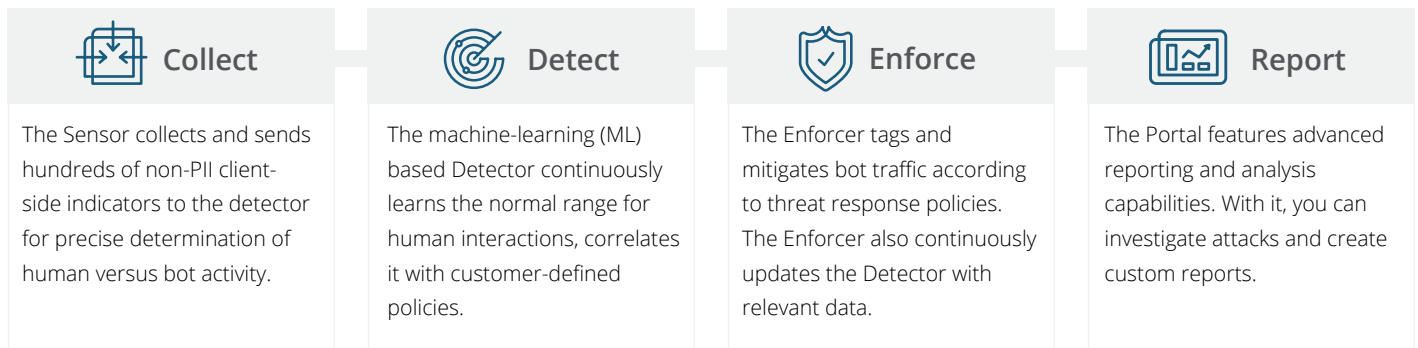 Collect
The Sensor collects and sends
hundreds of non-PII client-
side indicators to the detector
for precise determination of
human versus bot activity.
Detect
The machine-learning (ML)
based Detector continuously
learns the normal range for
human interactions, correlates
it with customer-defined
policies.
Enforce
The Enforcer tags and
mitigates bot traffic according
to threat response policies.
The Enforcer also continuously
updates the Detector with
relevant data.
Report
The Portal features advanced
reporting and analysis
capabilities. With it, you can
investigate attacks and create
custom reports.